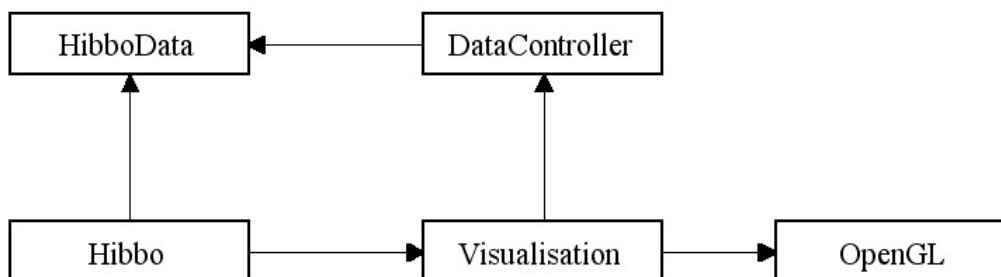 HibboData
DataController
Hibbo
Visualisation
OpenGL